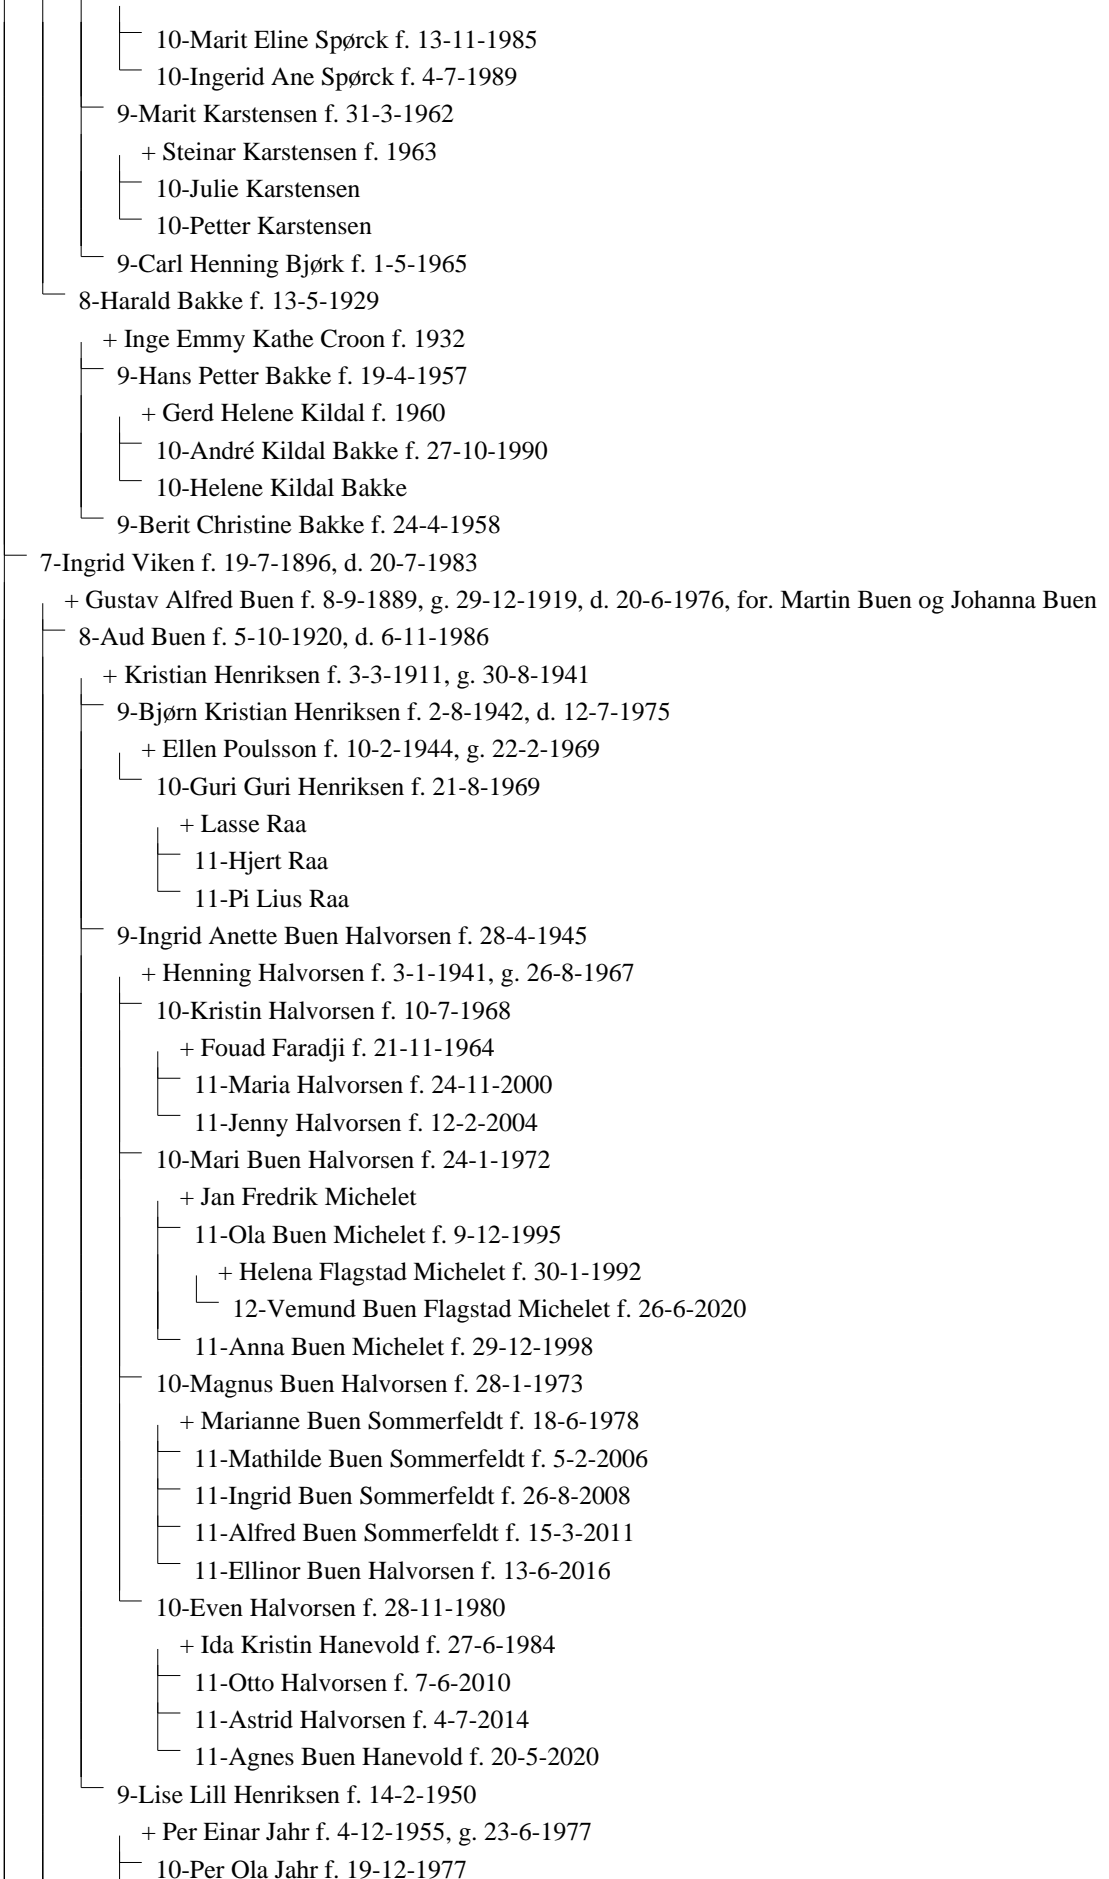 10-Marit Eline Spørck f. 13-11-1985
10-Ingerid Ane Spørck f. 4-7-1989
9-Marit Karstensen f. 31-3-1962
+ Steinar Karstensen f. 1963
10-Julie Karstensen
10-Petter Karstensen
9-Carl Henning Bjørk f. 1-5-1965
8-Harald Bakke f. 13-5-1929
+ Inge Emmy Kathe Croon f. 1932
9-Hans Petter Bakke f. 19-4-1957
+ Gerd Helene Kildal f. 1960
10-André Kildal Bakke f. 27-10-1990
10-Helene Kildal Bakke
9-Berit Christine Bakke f. 24-4-1958
7-Ingrid Viken f. 19-7-1896, d. 20-7-1983
+ Gustav Alfred Buen f. 8-9-1889, g. 29-12-1919, d. 20-6-1976, for. Martin Buen og Johanna Buen
8-Aud Buen f. 5-10-1920, d. 6-11-1986
+ Kristian Henriksen f. 3-3-1911, g. 30-8-1941
9-Bjørn Kristian Henriksen f. 2-8-1942, d. 12-7-1975
+ Ellen Poulsson f. 10-2-1944, g. 22-2-1969
10-Guri Guri Henriksen f. 21-8-1969
+ Lasse Raa
11-Hjert Raa
11-Pi Lius Raa
9-Ingrid Anette Buen Halvorsen f. 28-4-1945
+ Henning Halvorsen f. 3-1-1941, g. 26-8-1967
10-Kristin Halvorsen f. 10-7-1968
+ Fouad Faradji f. 21-11-1964
11-Maria Halvorsen f. 24-11-2000
11-Jenny Halvorsen f. 12-2-2004
10-Mari Buen Halvorsen f. 24-1-1972
+ Jan Fredrik Michelet
11-Ola Buen Michelet f. 9-12-1995
+ Helena Flagstad Michelet f. 30-1-1992
12-Vemund Buen Flagstad Michelet f. 26-6-2020
11-Anna Buen Michelet f. 29-12-1998
10-Magnus Buen Halvorsen f. 28-1-1973
+ Marianne Buen Sommerfeldt f. 18-6-1978
11-Mathilde Buen Sommerfeldt f. 5-2-2006
11-Ingrid Buen Sommerfeldt f. 26-8-2008
11-Alfred Buen Sommerfeldt f. 15-3-2011
11-Ellinor Buen Halvorsen f. 13-6-2016
10-Even Halvorsen f. 28-11-1980
+ Ida Kristin Hanevold f. 27-6-1984
11-Otto Halvorsen f. 7-6-2010
11-Astrid Halvorsen f. 4-7-2014
11-Agnes Buen Hanevold f. 20-5-2020
9-Lise Lill Henriksen f. 14-2-1950
+ Per Einar Jahr f. 4-12-1955, g. 23-6-1977
10-Per Ola Jahr f. 19-12-1977